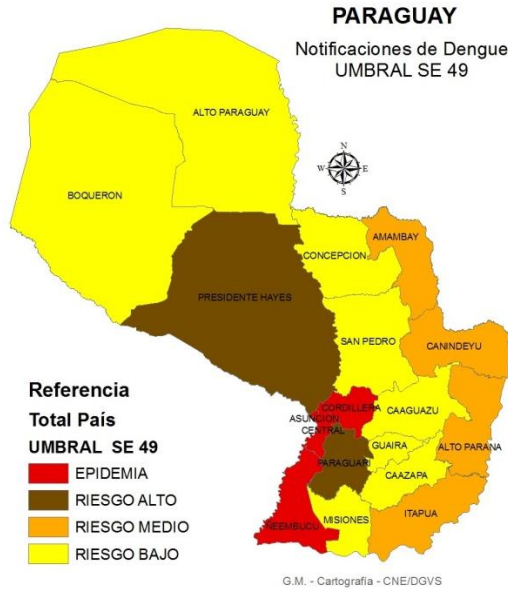 PARAGUAY
Notificaciones de Dengue
UMBRAL SE 49
ALTO PARAGUAY
BOQUERON
N
W E
S
AMAMBAY
CONCEPCION
PRESIDENTE HAYES
SAN PEDRO
CANINDEYU
CORDILLERA
ASUNCION
CENTRAL
CAAGUAZU
GUAIRA
ALTO PARANA
PARAGUARI
CAAZAPA
ITAPUA
MISIONES
ÑEEMBUCU
Referencia
Total País
UMBRAL SE 49
EPIDEMIA
RIESGO ALTO
RIESGO MEDIO
RIESGO BAJO
G.M. - Cartografia - CNE/DGVS